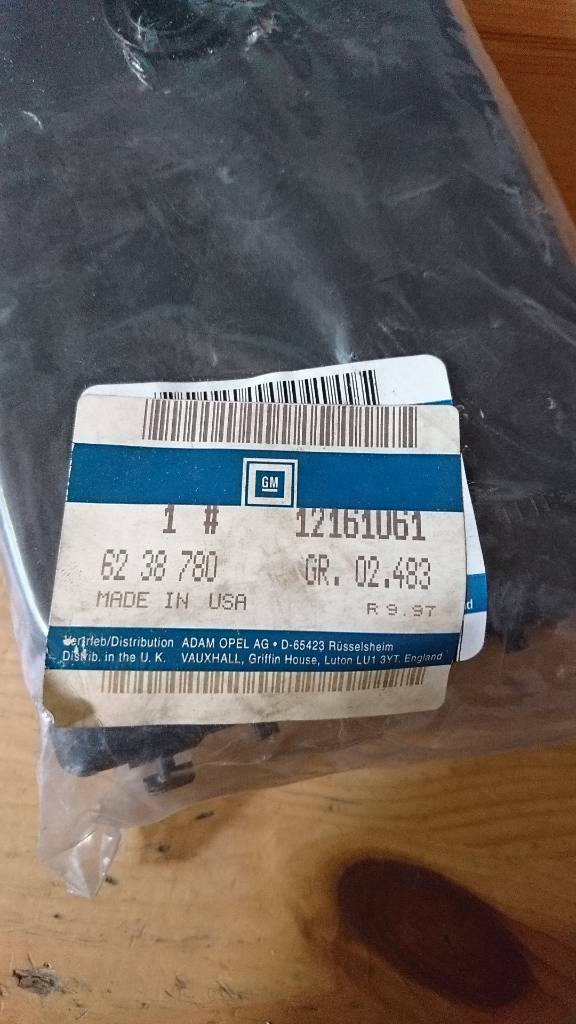 GM
1 # 12161061
62 38 780 GR. 02.483
MADE IN USA R 9.97
Vertrieb/Distribution ADAM OPEL AG • D-65423 Rüsselsheim
Distrib. in the U. K. VAUXHALL, Griffin House, Luton LU1 3YT, England